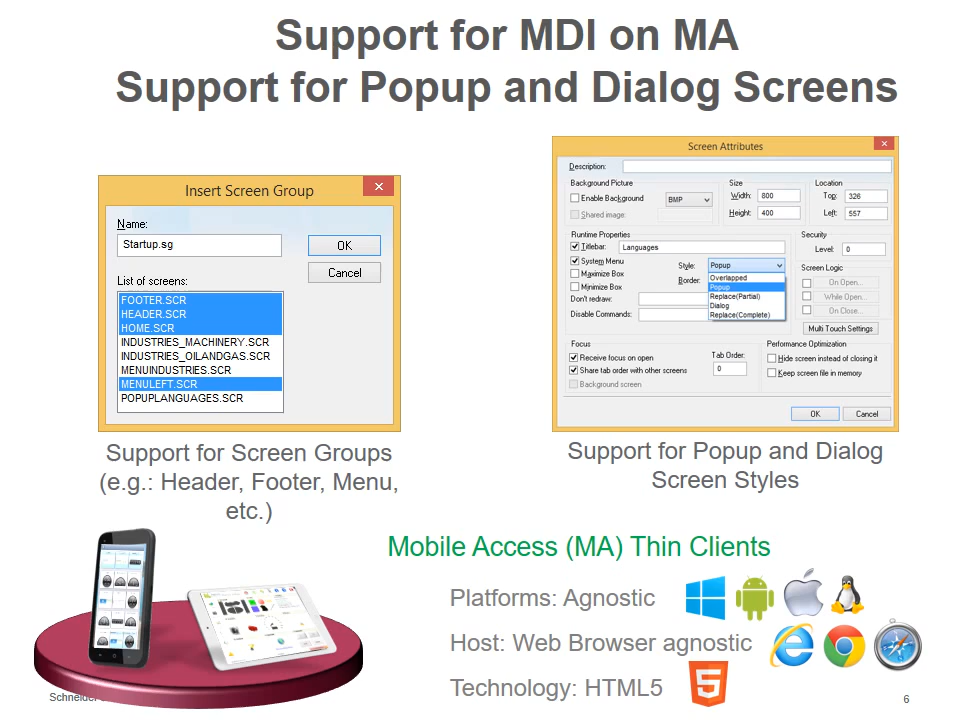 Support for MDI on MA
Support for Popup and Dialog Screens
Insert Screen Group
Name:
Startup.sg
OK
Cancel
List of screens:
FOOTER.SCR
HEADER.SCR
HOME.SCR
INDUSTRIES_MACHINERY.SCR
INDUSTRIES_OILANDGAS.SCR
MENUINDUSTRIES.SCR
MENULEFT.SCR
POPUPLANGUAGES.SCR
Support for Screen Groups
(e.g.: Header, Footer, Menu,
etc.)
Screen Attributes
Description:
Background Picture
Enable Background
BMP
Shared image:
Size
Width: 800
Height: 400
Location
Top: 326
Left: 557
Runtime Properties
Titlebar: Languages
System Menu
Maximize Box
Minimize Box
Don't redraw:
Disable Commands:
Style: Popup
Border:
Overlapped
Popup
Replace(Partial)
Dialog
Replace(Complete)
Security
Level: 0
Screen Logic
On Open...
While Open...
On Close...
Multi Touch Settings
Focus
Receive focus on open
Share tab order with other screens
Background screen
Tab Order:
0
Performance Optimization
Hide screen instead of closing it
Keep screen file in memory
OK
Cancel
Support for Popup and Dialog
Screen Styles
Mobile Access (MA) Thin Clients
Platforms: Agnostic
Host: Web Browser agnostic
Technology: HTML5
5
Schneider
6